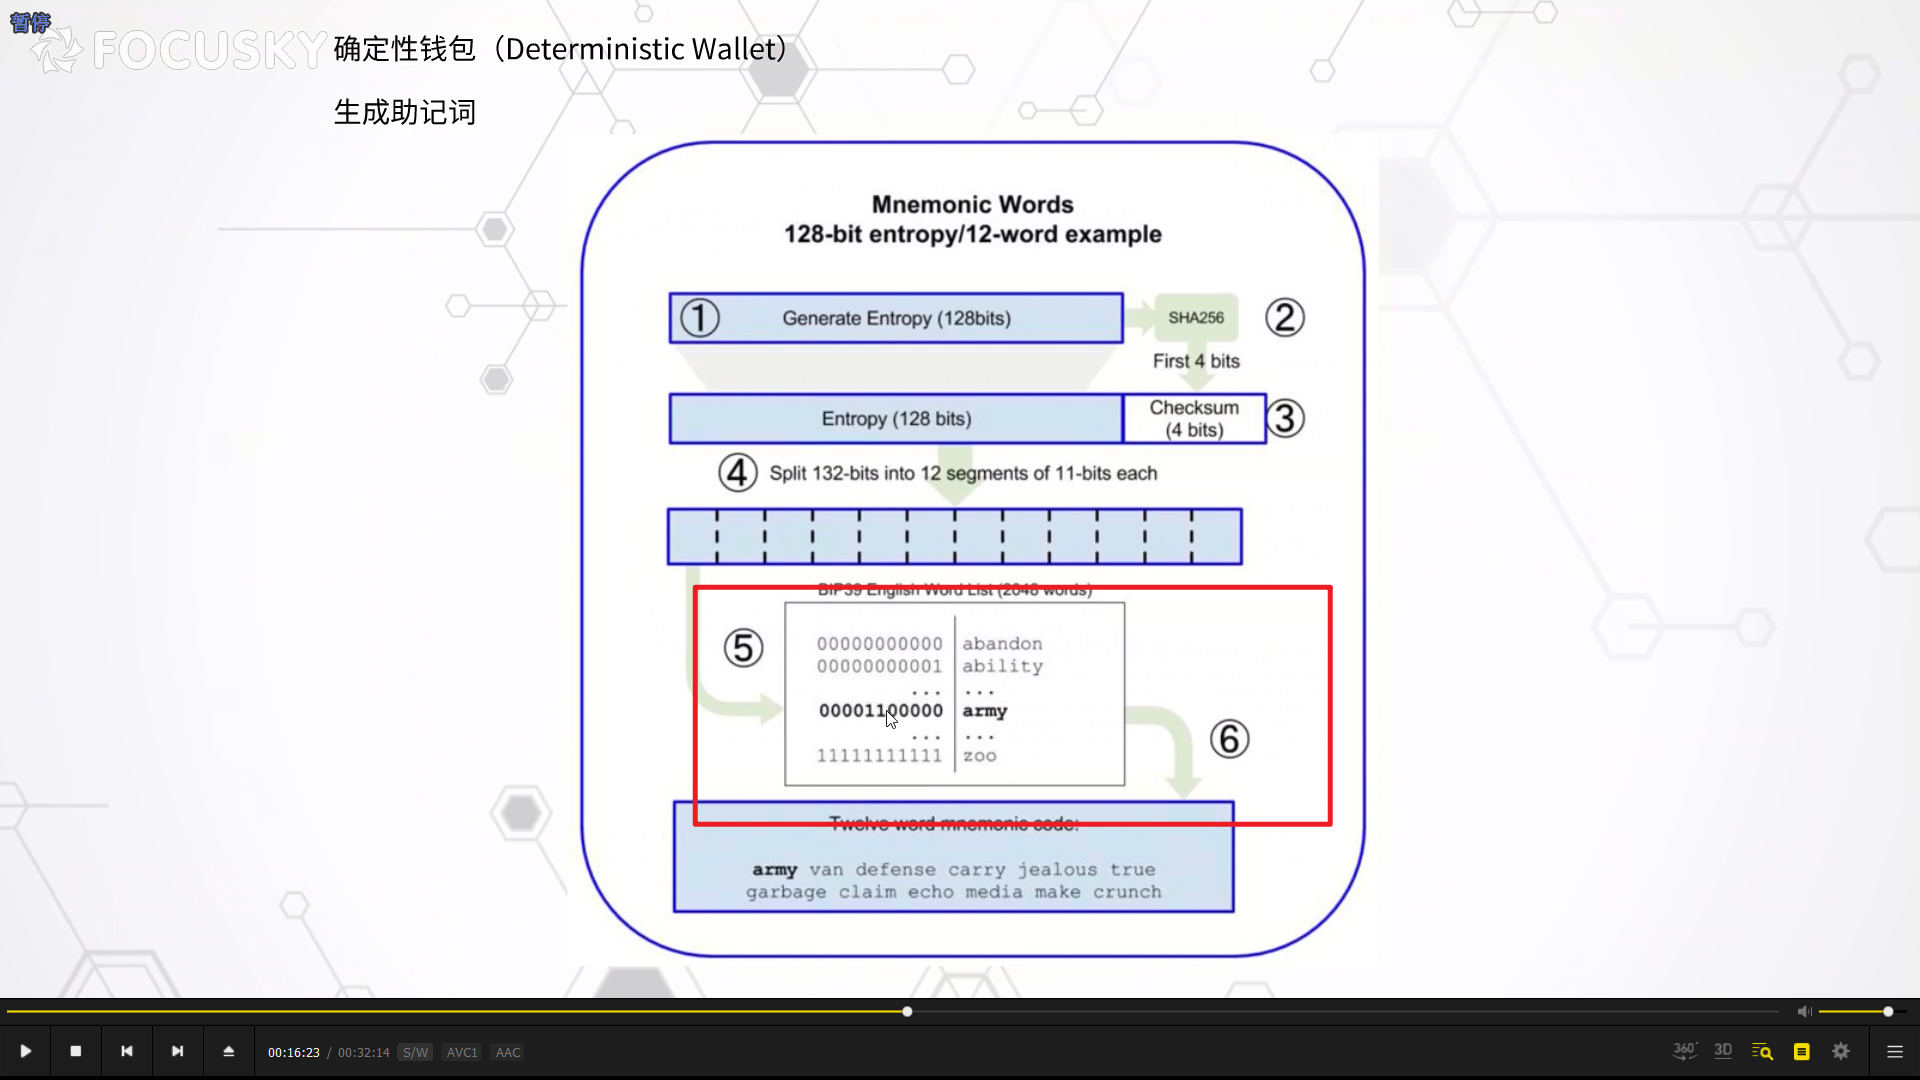 暂停
FOCUSKY
确定性钱包（Deterministic Wallet）
生成助记词
Mnemonic Words
128-bit entropy/12-word example
① Generate Entropy (128bits)
SHA256 ②
First 4 bits
Entropy (128 bits)
Checksum
(4 bits) ③
④ Split 132-bits into 12 segments of 11-bits each
BIP39 English Word List (2048 words)
⑤
00000000000 abandon
00000000001 ability
... ...
00001100000 army
... ...
11111111111 zoo
⑥
Twelve word mnemonic code:
army van defense carry jealous true
garbage claim echo media make crunch
00:16:23 / 00:32:14 S/W AVC1 AAC
360° 3D